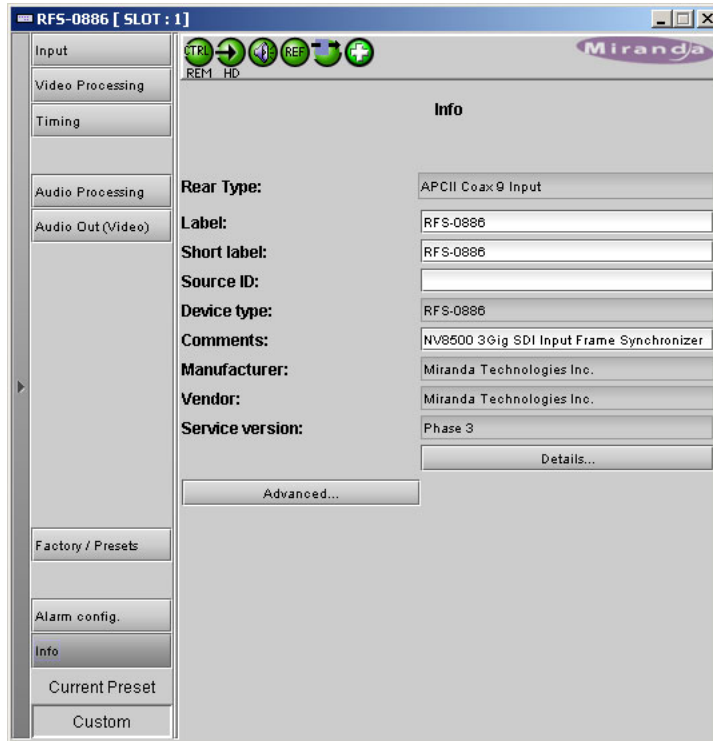 RFS-0886 [ SLOT : 1]
Input
Video Processing
Timing
Audio Processing
Audio Out (Video)
Factory / Presets
Alarm config.
Info
Current Preset
Custom
CTRL REF
REM HD
Miranda
Info
Rear Type: APCII Coax 9 Input
Label: RFS-0886
Short label: RFS-0886
Source ID:
Device type: RFS-0886
Comments: NV8500 3Gig SDI Input Frame Synchronizer
Manufacturer: Miranda Technologies Inc.
Vendor: Miranda Technologies Inc.
Service version: Phase 3
Details...
Advanced...